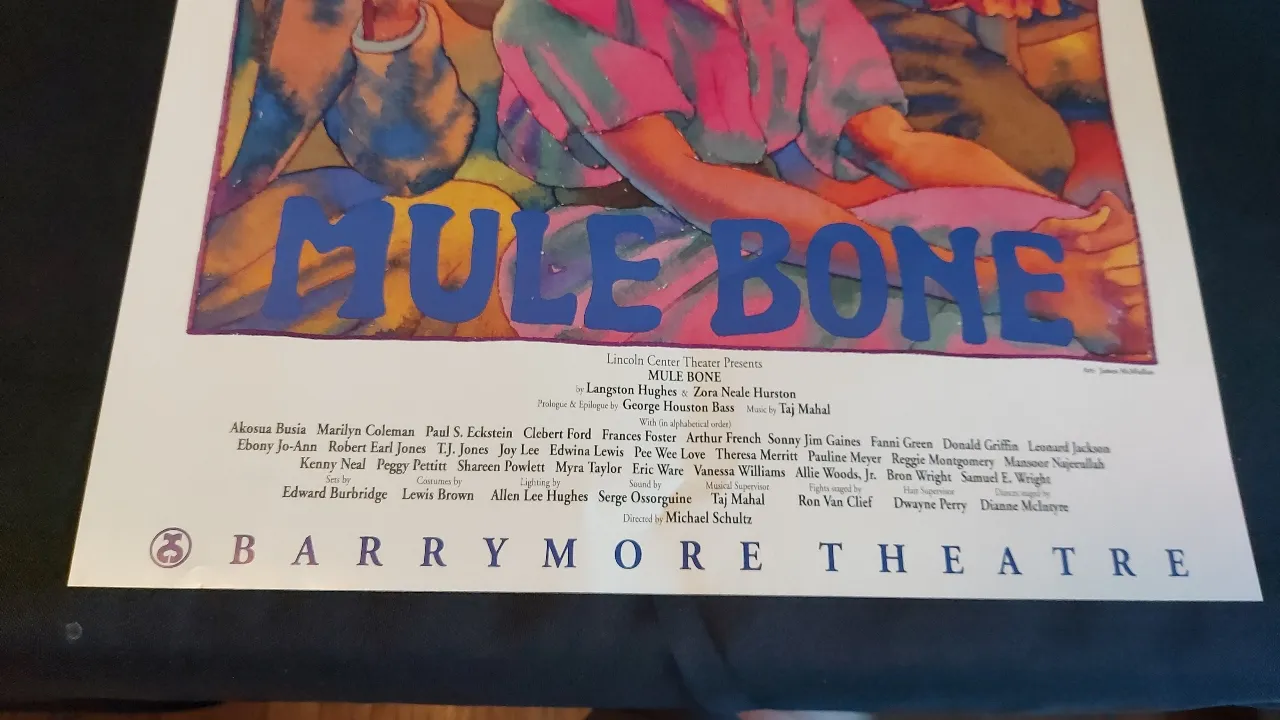 MULE BONE
Art: James McMullan
Lincoln Center Theater Presents
MULE BONE
by Langston Hughes & Zora Neale Hurston
Prologue & Epilogue by George Houston Bass Music by Taj Mahal
With (in alphabetical order)
Akosua Busia Marilyn Coleman Paul S. Eckstein Clebert Ford Frances Foster Arthur French Sonny Jim Gaines Fanni Green Donald Griffin Leonard Jackson
Ebony Jo-Ann Robert Earl Jones T.J. Jones Joy Lee Edwina Lewis Pee Wee Love Theresa Merritt Pauline Meyer Reggie Montgomery Mansoor Najeeullah
Kenny Neal Peggy Pettitt Shareen Powlett Myra Taylor Eric Ware Vanessa Williams Allie Woods, Jr. Bron Wright Samuel E. Wright
Sets by Costumes by Lighting by Sound by Musical Supervisor Fights staged by Hair Supervisor Dances staged by
Edward Burbridge Lewis Brown Allen Lee Hughes Serge Ossorguine Taj Mahal Ron Van Clief Dwayne Perry Dianne McIntyre
Directed by Michael Schultz
BARRYMORE THEATRE